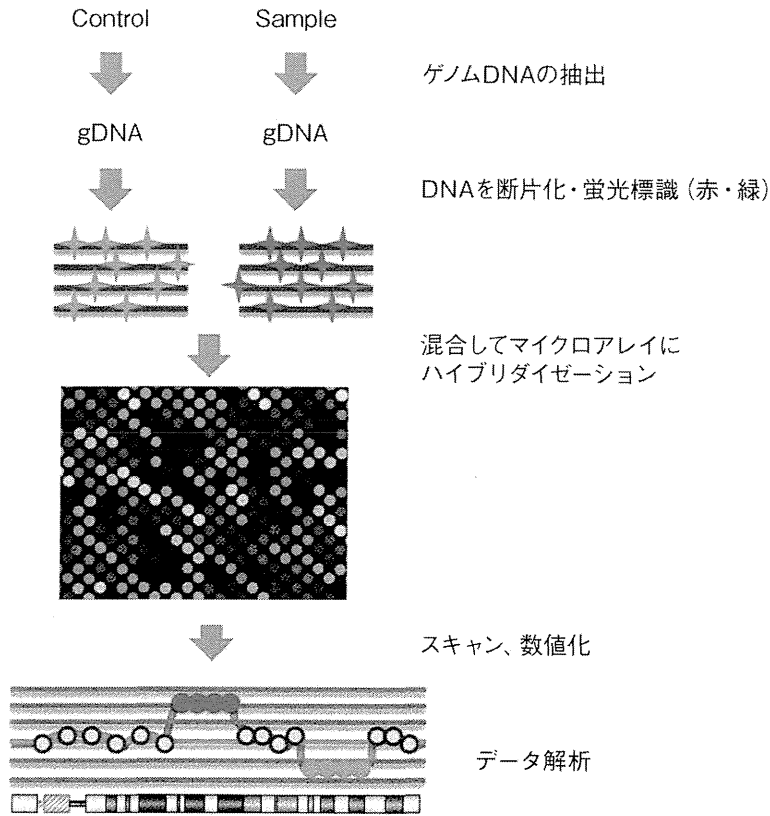 Control
Sample
ゲノムDNAの抽出
gDNA
gDNA
DNAを断片化・蛍光標識（赤・緑）
混合してマイクロアレイに
ハイブリダイゼーション
スキャン、数値化
データ解析